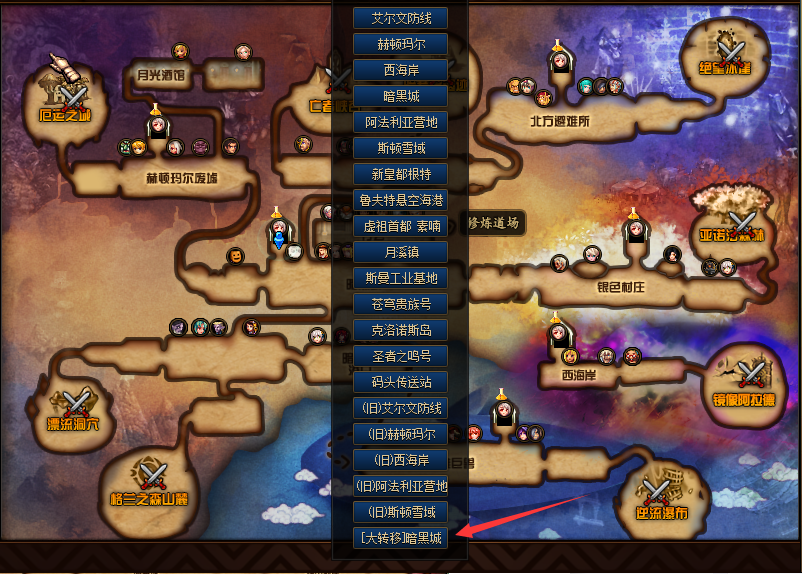 艾尔文防线
赫顿玛尔
西海岸
暗黑城
阿法利亚营地
斯顿雪域
新皇都根特
鲁夫特悬空海港
虚祖首都 素喃
月溪镇
斯曼工业基地
苍穹贵族号
克洛诺斯岛
圣者之鸣号
码头传送站
(旧)艾尔文防线
(旧)赫顿玛尔
(旧)西海岸
(旧)阿法利亚营地
(旧)斯顿雪域
[大转移]暗黑城
月光酒馆
厄运之城
赫顿玛尔废墟
亡者峡
绝望冰崖
北方避难所
修炼道场
亚诺法森林
银色村庄
西海岸
镜像阿拉德
漂流洞穴
格兰之森山麓
逆流瀑布